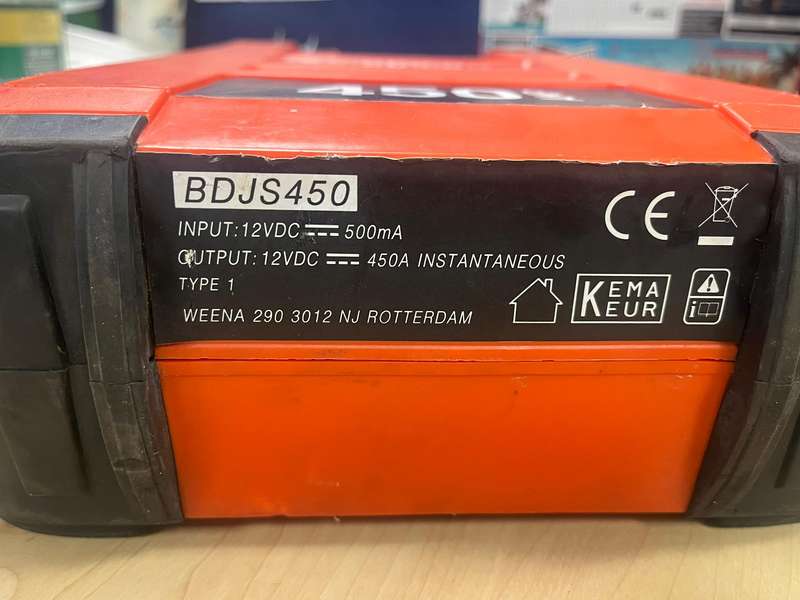 450
BDJS450
INPUT:12VDC ⎓ 500mA
OUTPUT:12VDC ⎓ 450A INSTANTANEOUS
TYPE 1
WEENA 290 3012 NJ ROTTERDAM
CE
KEMA
KEUR
i